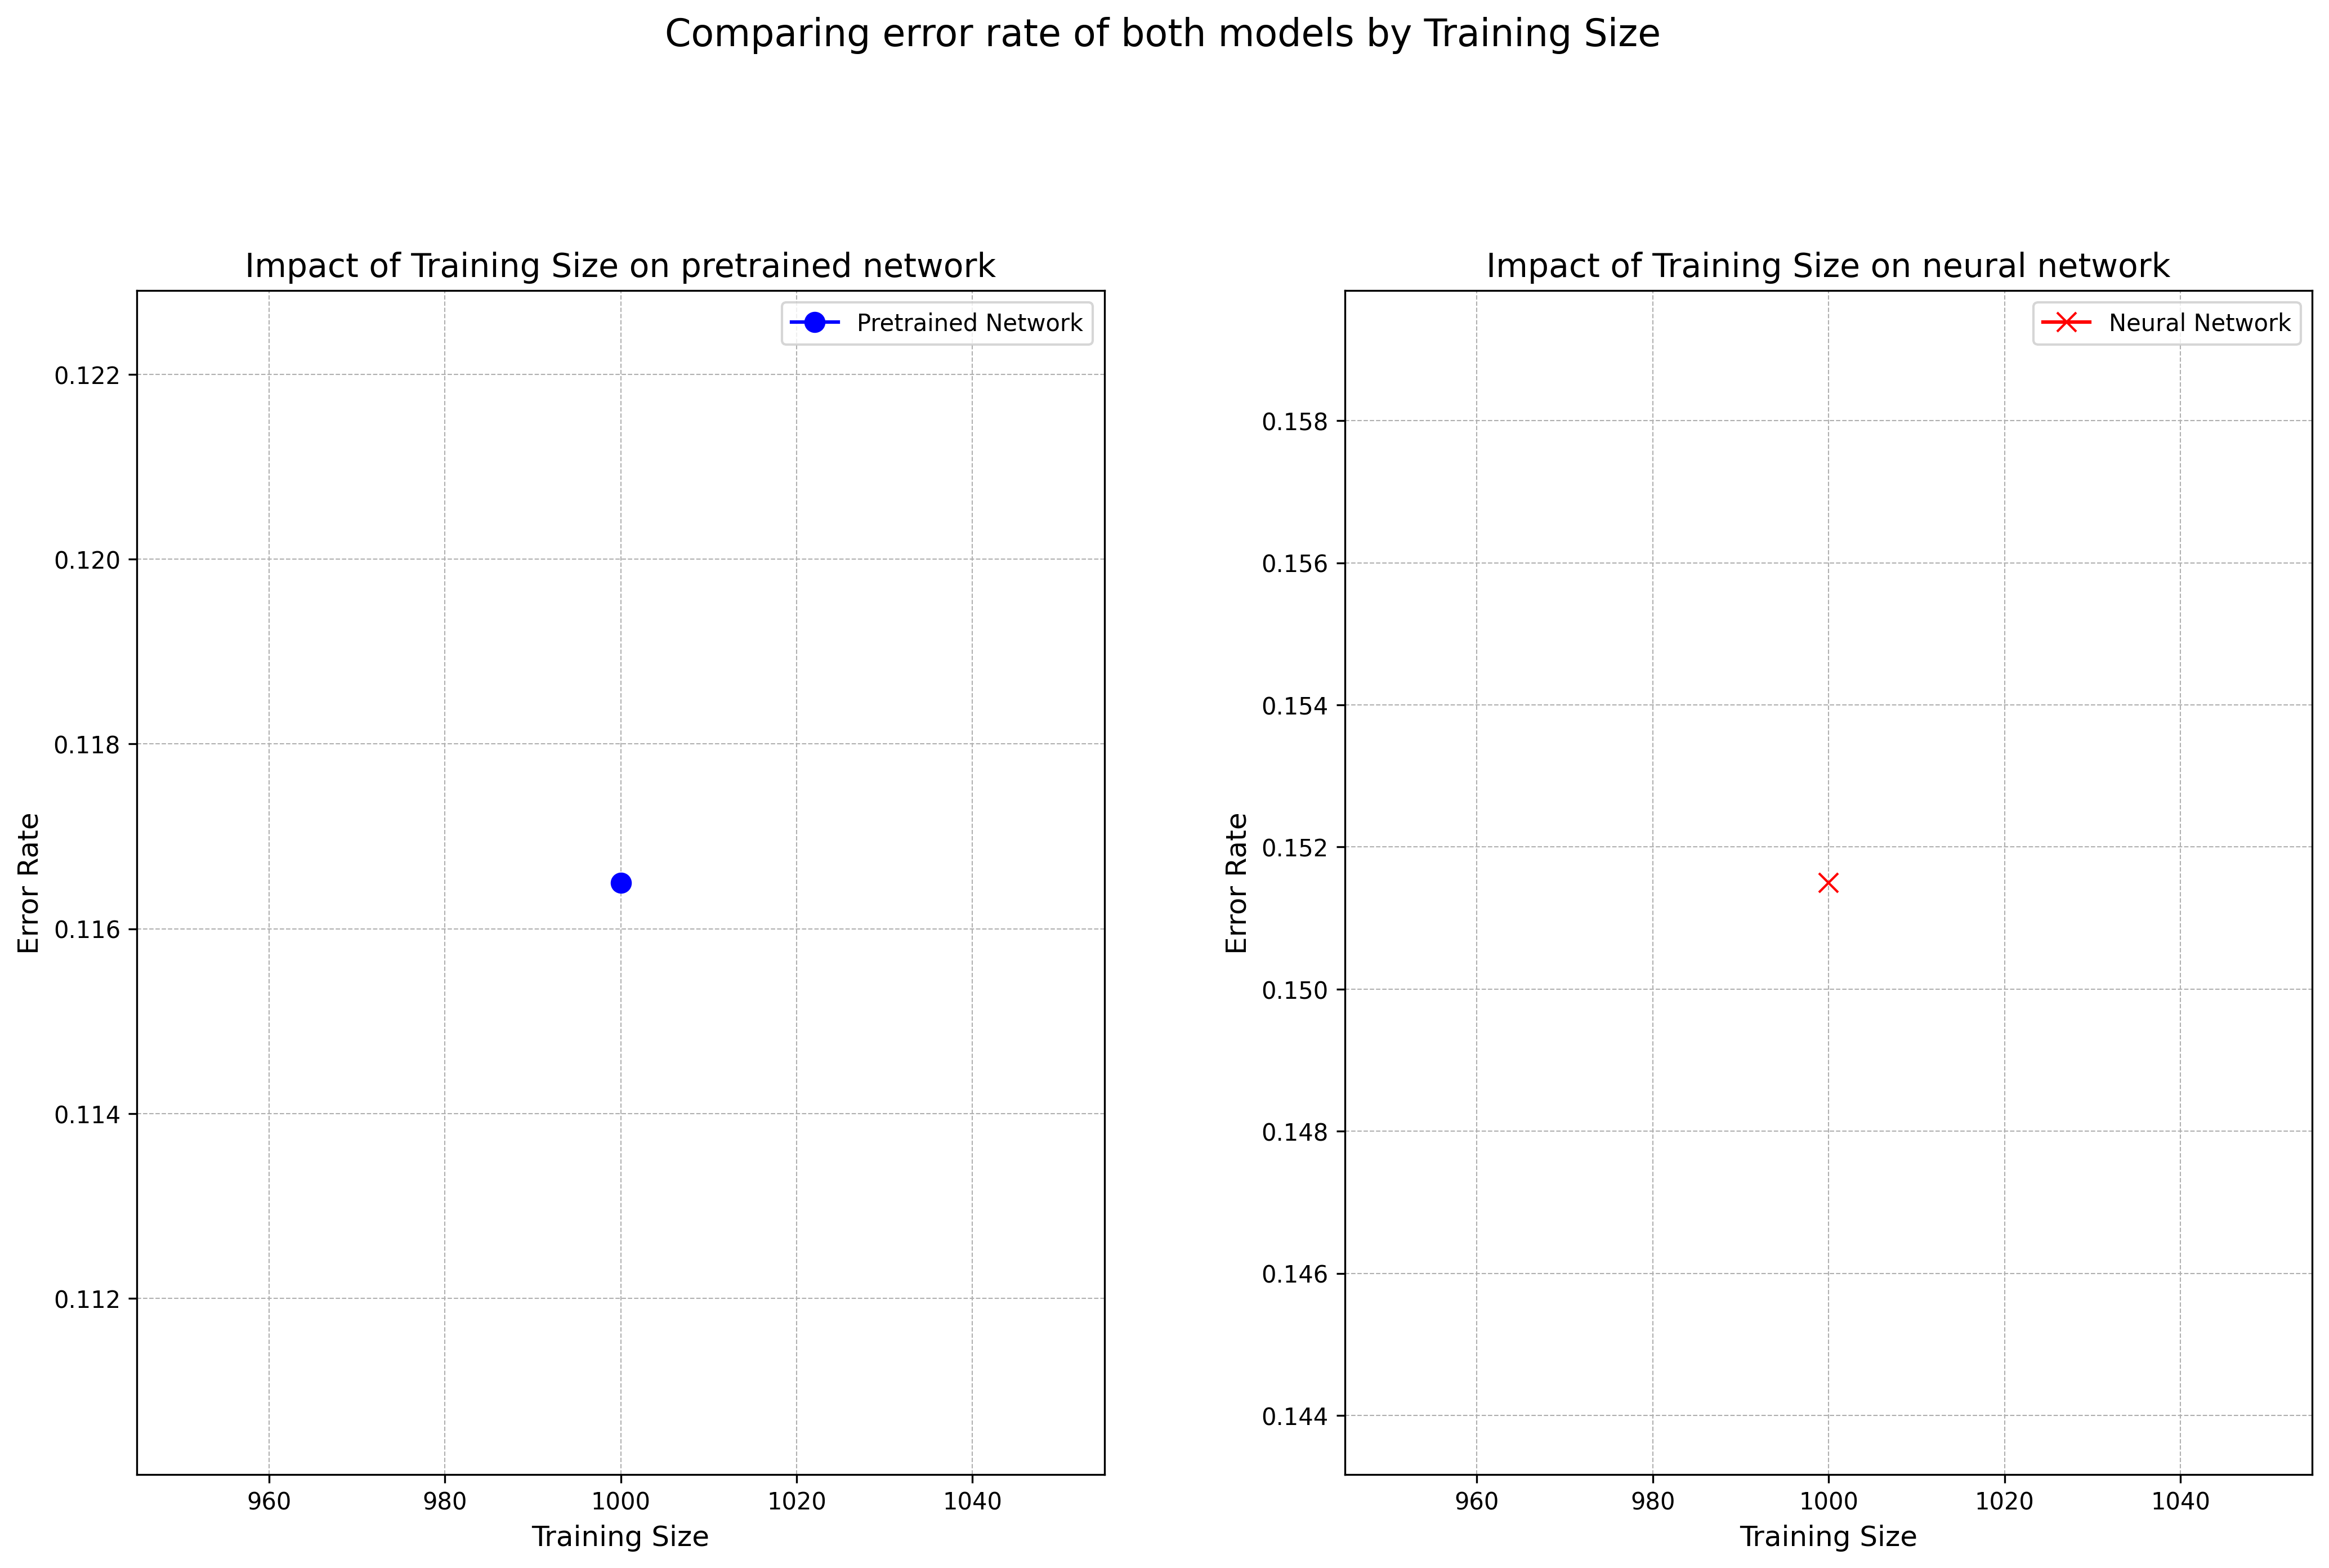 Comparing error rate of both models by Training Size
Impact of Training Size on pretrained network
Pretrained Network
0.122
0.120
0.118
0.116
0.114
0.112
Error Rate
960 980 1000 1020 1040
Training Size
Impact of Training Size on neural network
Neural Network
0.158
0.156
0.154
0.152
0.150
0.148
0.146
0.144
Error Rate
960 980 1000 1020 1040
Training Size